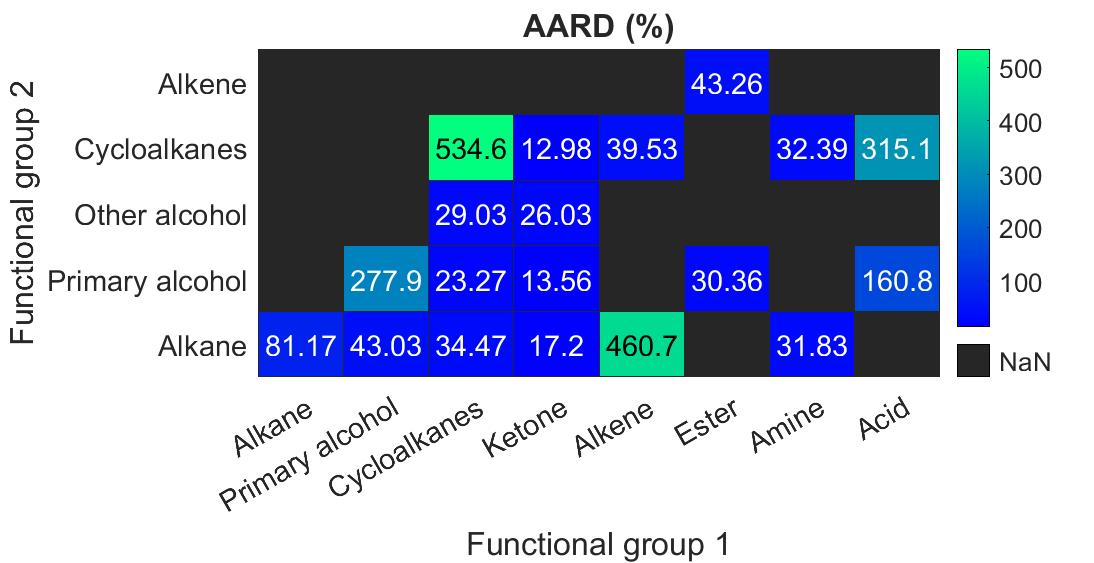 AARD (%)
Functional group 2
Alkene 43.26
Cycloalkanes 534.6 12.98 39.53 32.39 315.1
Other alcohol 29.03 26.03
Primary alcohol 277.9 23.27 13.56 30.36 160.8
Alkane 81.17 43.03 34.47 17.2 460.7 31.83
500
400
300
200
100
NaN
Alkane Primary alcohol Cycloalkanes Ketone Alkene Ester Amine Acid
Functional group 1